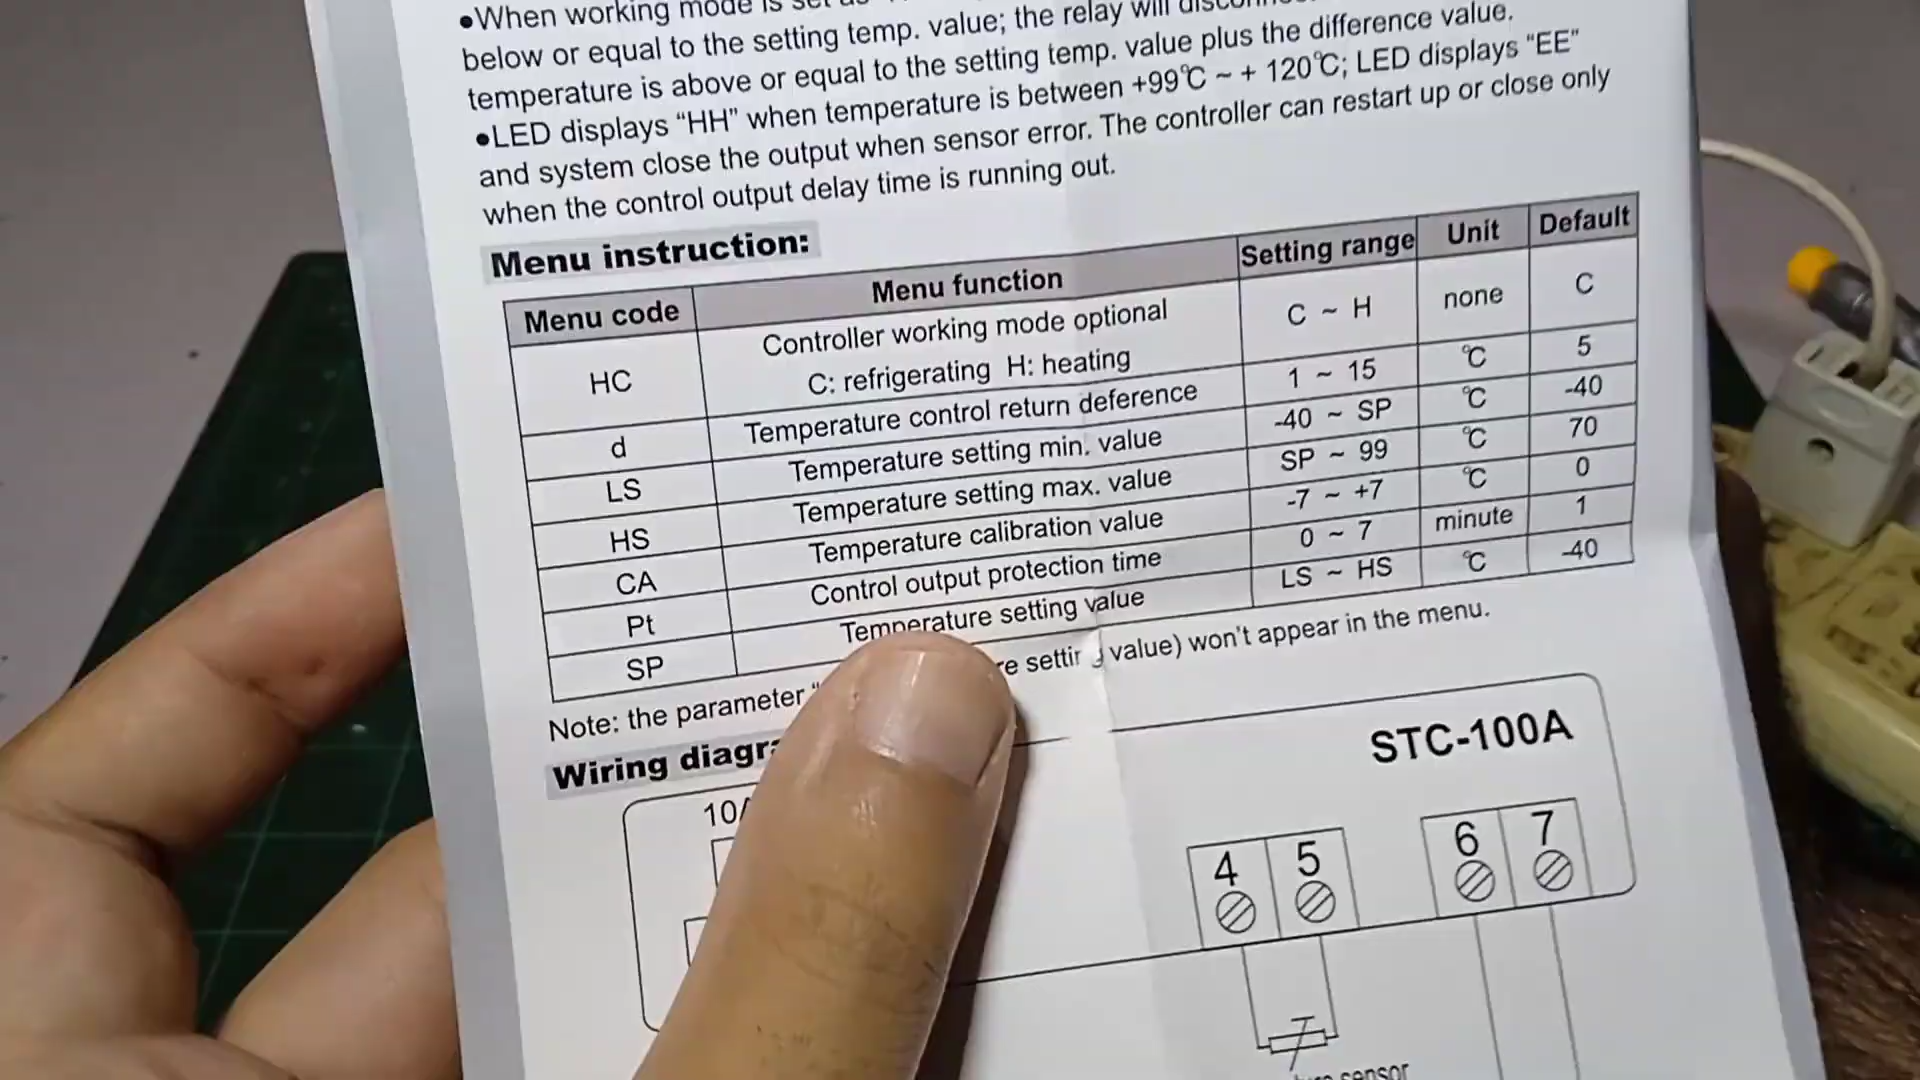 ●When working mode is set as
below or equal to the setting temp. value; the relay will
temperature is above or equal to the setting temp. value plus the difference value.
●LED displays “HH” when temperature is between +99℃ ~ + 120℃; LED displays “EE”
and system close the output when sensor error. The controller can restart up or close only
when the control output delay time is running out.
Menu instruction:
Menu code Menu function Setting range Unit Default
HC Controller working mode optional C ~ H none C
C: refrigerating H: heating
d Temperature control return deference 1 ~ 15 ℃ 5
LS Temperature setting min. value -40 ~ SP ℃ -40
HS Temperature setting max. value SP ~ 99 ℃ 70
CA Temperature calibration value -7 ~ +7 ℃ 0
Pt Control output protection time 0 ~ 7 minute 1
SP Temperature setting value LS ~ HS ℃ -40
Note: the parameter value) won't appear in the menu.
Wiring
STC-100A
4 5 6 7
sensor